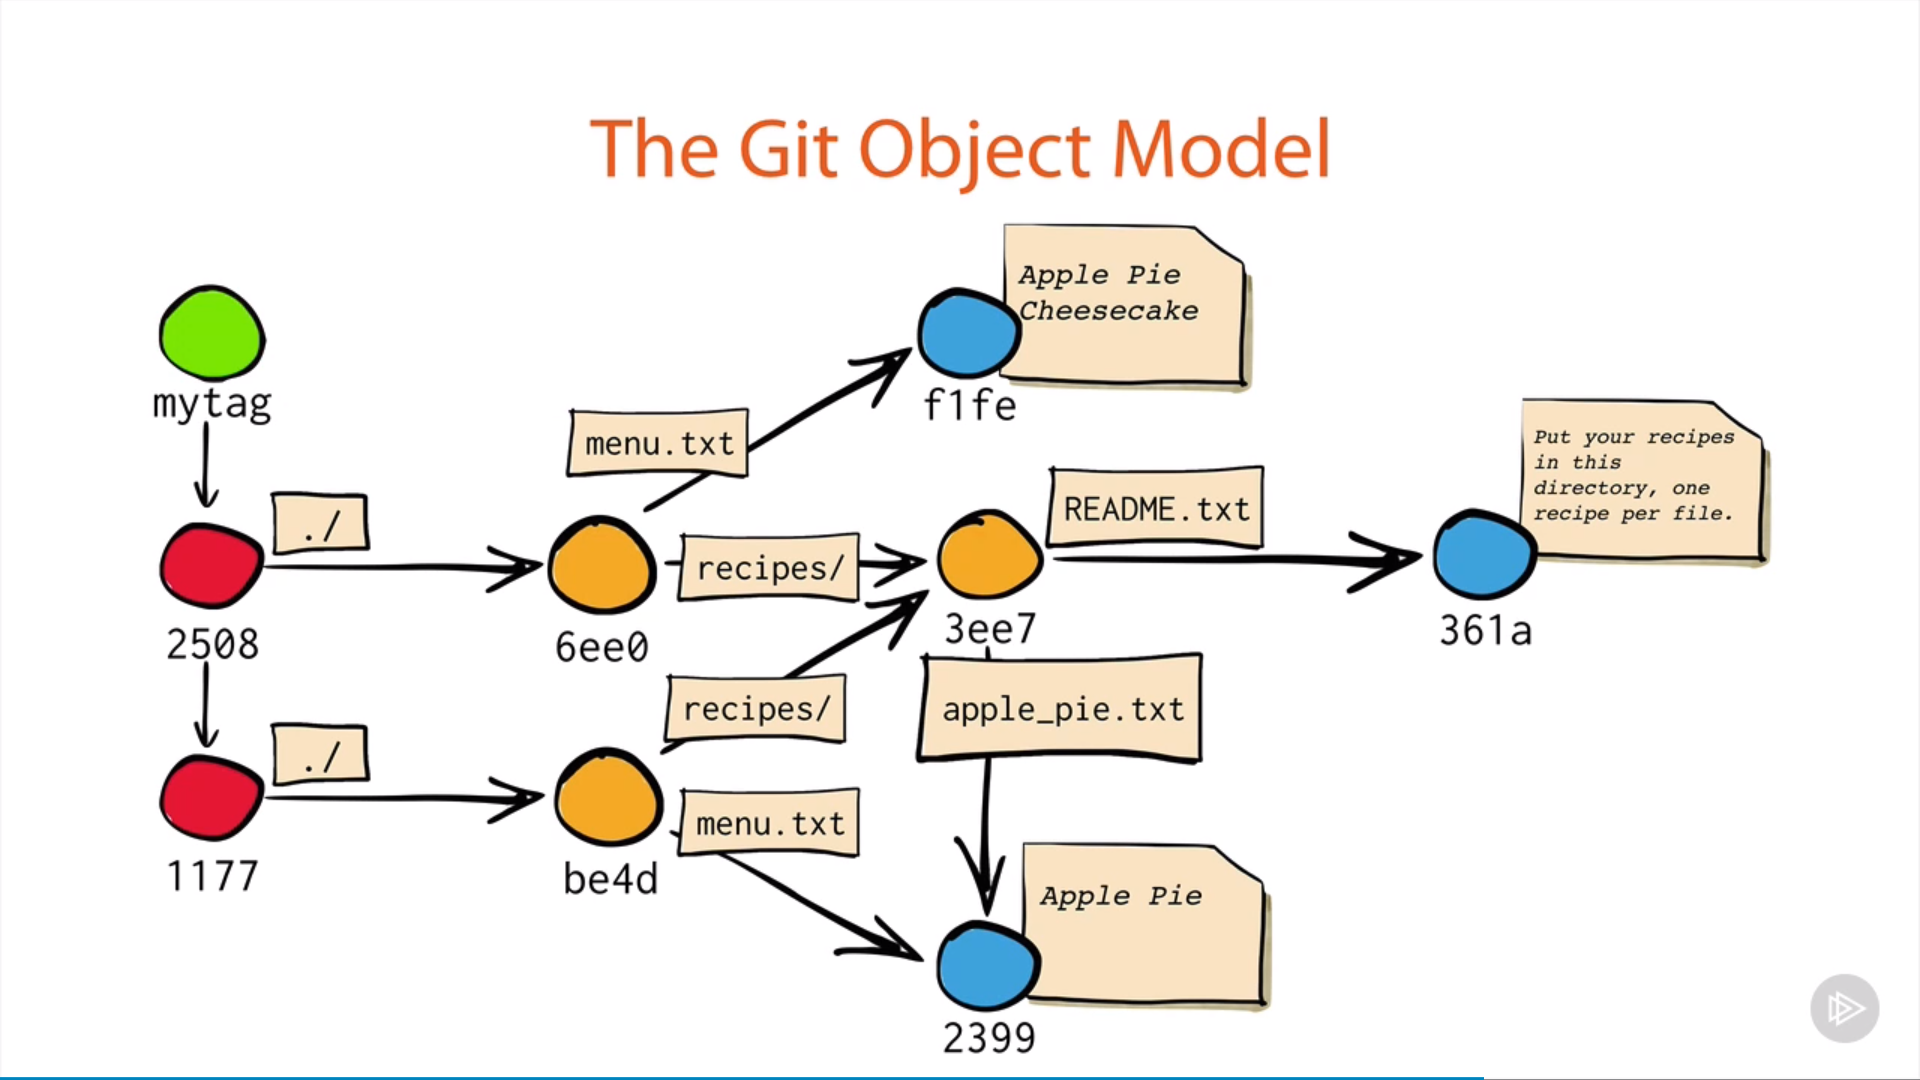 The Git Object Model
Apple Pie
Cheesecake
mytag
f1fe
menu.txt
Put your recipes
in this
directory, one
recipe per file.
./
README.txt
recipes/
2508
6ee0
3ee7
361a
recipes/
apple_pie.txt
./
menu.txt
1177
be4d
Apple Pie
2399